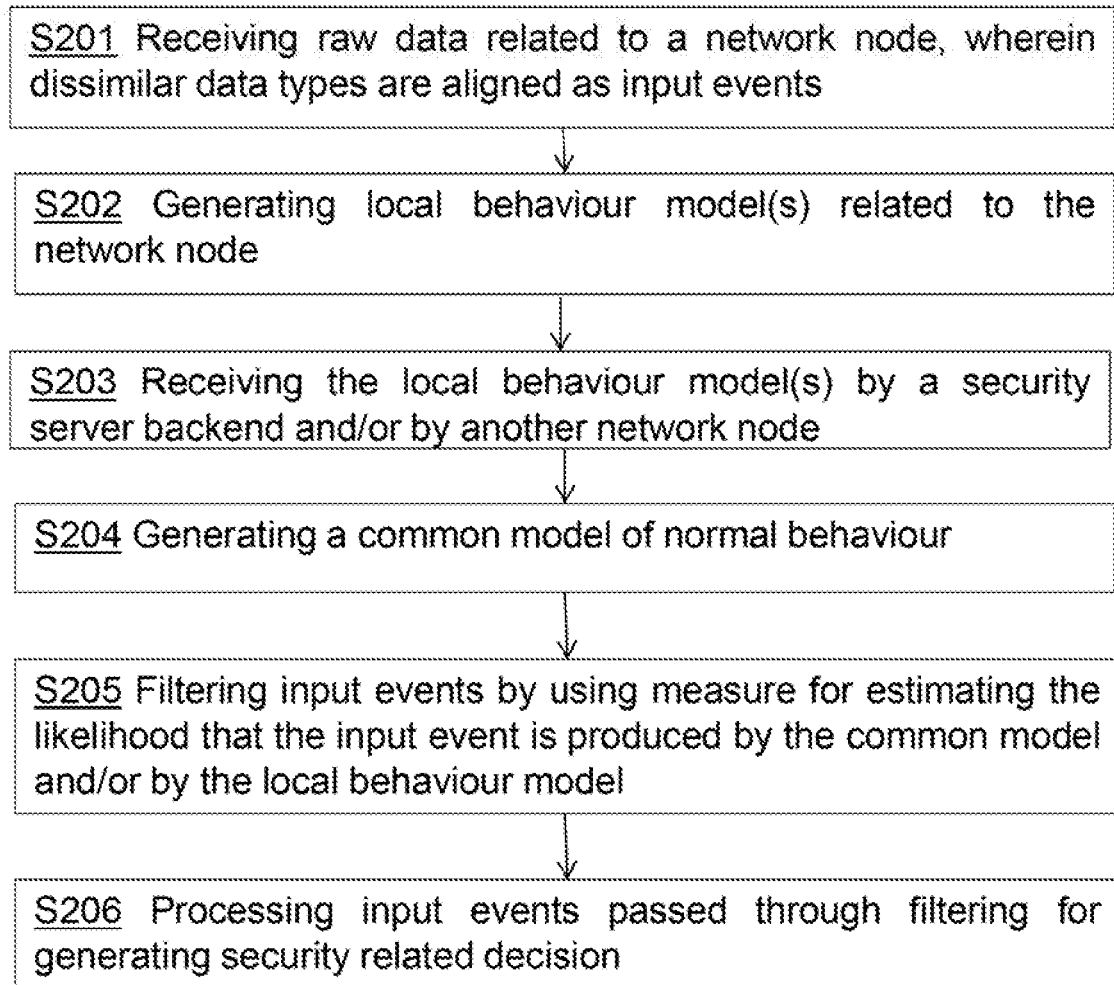 S201 Receiving raw data related to a network node, wherein
dissimilar data types are aligned as input events
S202 Generating local behaviour model(s) related to the
network node
S203 Receiving the local behaviour model(s) by a security
server backend and/or by another network node
S204 Generating a common model of normal behaviour
S205 Filtering input events by using measure for estimating the
likelihood that the input event is produced by the common model
and/or by the local behaviour model
S206 Processing input events passed through filtering for
generating security related decision